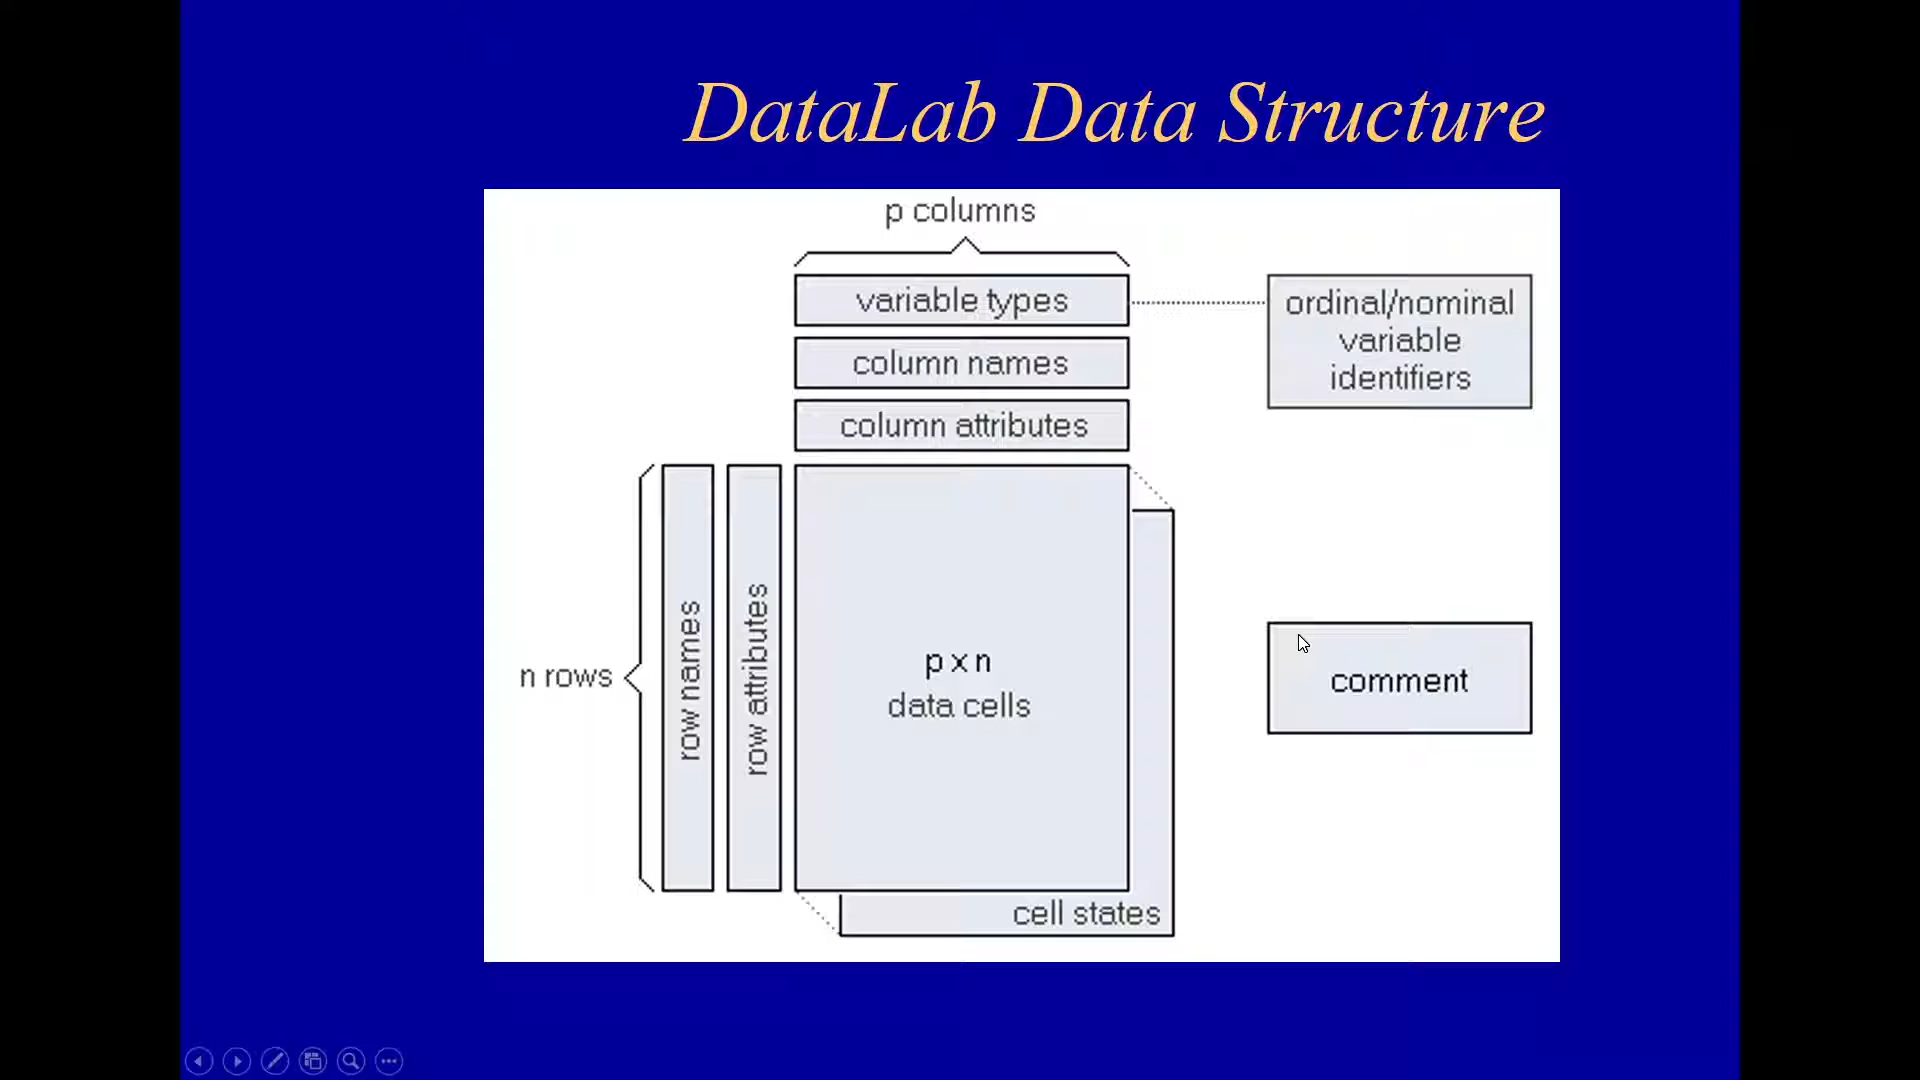 DataLab Data Structure
p columns
variable types
ordinal/nominal
variable
identifiers
column names
column attributes
n rows
row names
row attributes
p x n
data cells
comment
cell states